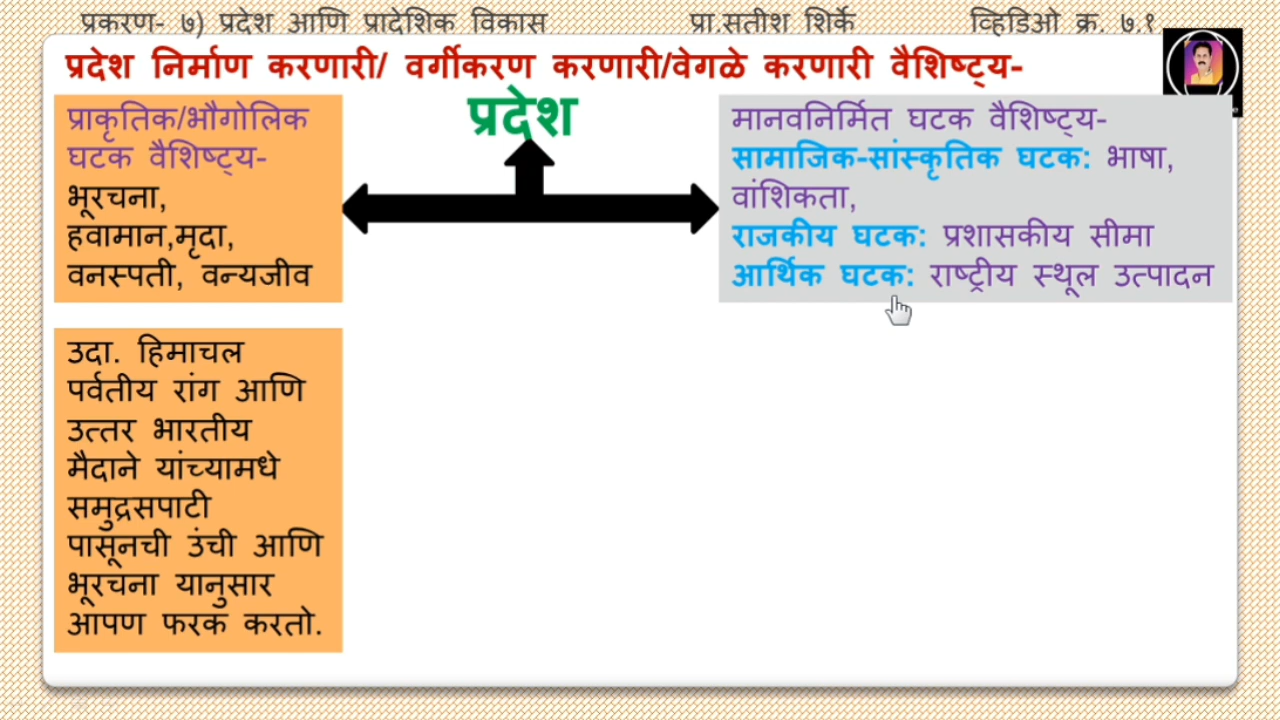 प्रकरण- ७) प्रदेश आणि प्रादेशिक विकास प्रा.सतीश शिर्के व्हिडिओ क्र. ७.१
प्रदेश निर्माण करणारी/ वर्गीकरण करणारी/वेगळे करणारी वैशिष्ट्य-
प्रदेश
प्राकृतिक/भौगोलिक
घटक वैशिष्ट्य-
भूरचना,
हवामान,मृदा,
वनस्पती, वन्यजीव
मानवनिर्मित घटक वैशिष्ट्य-
सामाजिक-सांस्कृतिक घटक: भाषा,
वांशिकता,
राजकीय घटक: प्रशासकीय सीमा
आर्थिक घटक: राष्ट्रीय स्थूल उत्पादन
उदा. हिमाचल
पर्वतीय रांग आणि
उत्तर भारतीय
मैदाने यांच्यामधे
समुद्रसपाटी
पासूनची उंची आणि
भूरचना यानुसार
आपण फरक करतो.